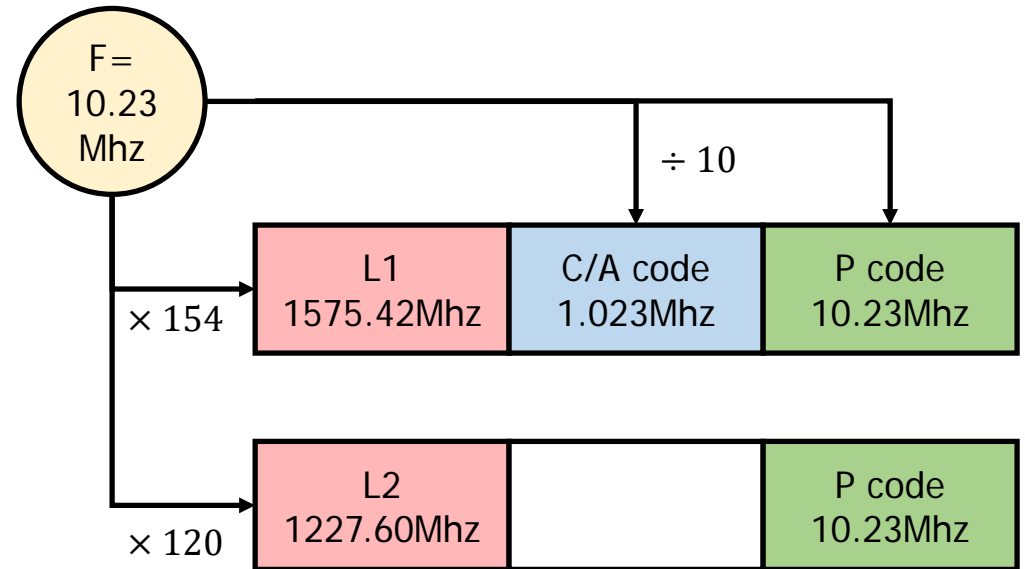 F=
10.23
Mhz
÷ 10
L1
1575.42Mhz
C/A code
1.023Mhz
P code
10.23Mhz
× 154
L2
1227.60Mhz
P code
10.23Mhz
× 120